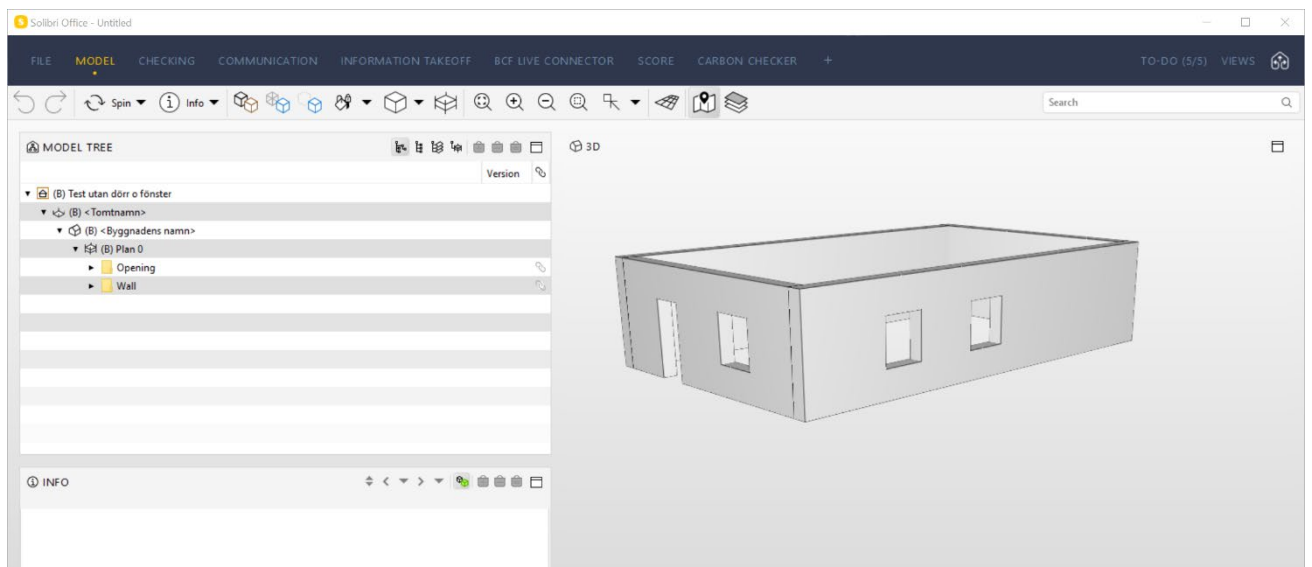 Solibri Office - Untitled
FILE MODEL CHECKING COMMUNICATION INFORMATION TAKEOFF BCF LIVE CONNECTOR SCORE CARBON CHECKER + TO-DO (5/5) VIEWS
Spin Info Search
MODEL TREE
3D
Version
(B) Test utan dörr o fönster
(B) <Tomtnamn>
(B) <Byggnadens namn>
(B) Plan 0
Opening
Wall
INFO